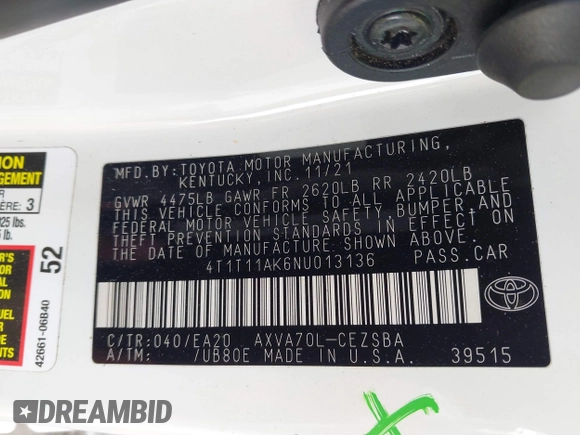 MFD.BY:TOYOTA MOTOR MANUFACTURING,
KENTUCKY,INC.11/21
GVWR 4475LB GAWR FR 2620LB RR 2420LB
THIS VEHICLE CONFORMS TO ALL APPLICABLE
FEDERAL MOTOR VEHICLE SAFETY, BUMPER, AND
THEFT PREVENTION STANDARDS IN EFFECT ON
THE DATE OF MANUFACTURE SHOWN ABOVE.
4T1T11AK6NU013136 PASS.CAR
C/TR:040/EA20 AXVA70L-CEZSBA
A/TM: /UB80E MADE IN U.S.A. 39515
TOYOTA
ÈRE: 3
52
42661-06B40
DREAMBID